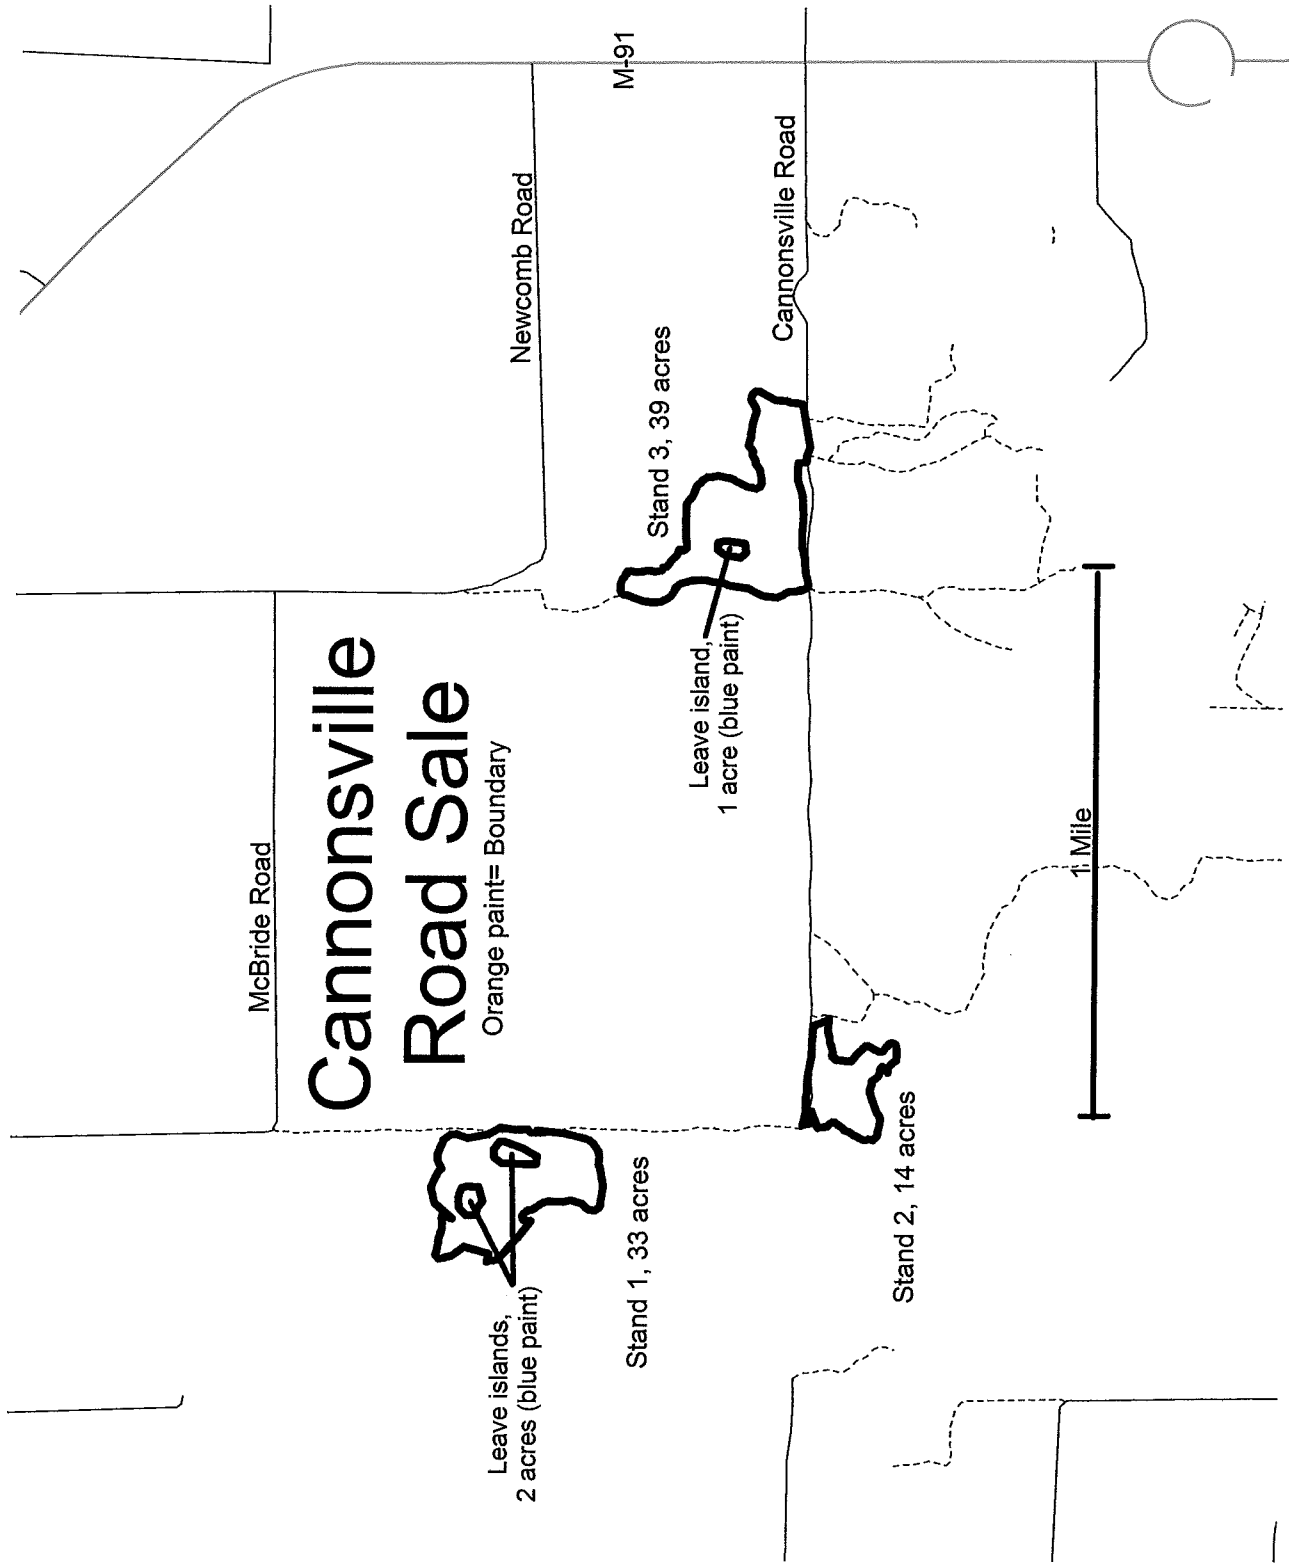 McBride Road
Cannonsville
Road Sale
Orange paint= Boundary
Newcomb Road
M-91
Cannonsville Road
Stand 3, 39 acres
Leave island,
1 acre (blue paint)
Leave islands,
2 acres (blue paint)
Stand 1, 33 acres
Stand 2, 14 acres
1 Mile